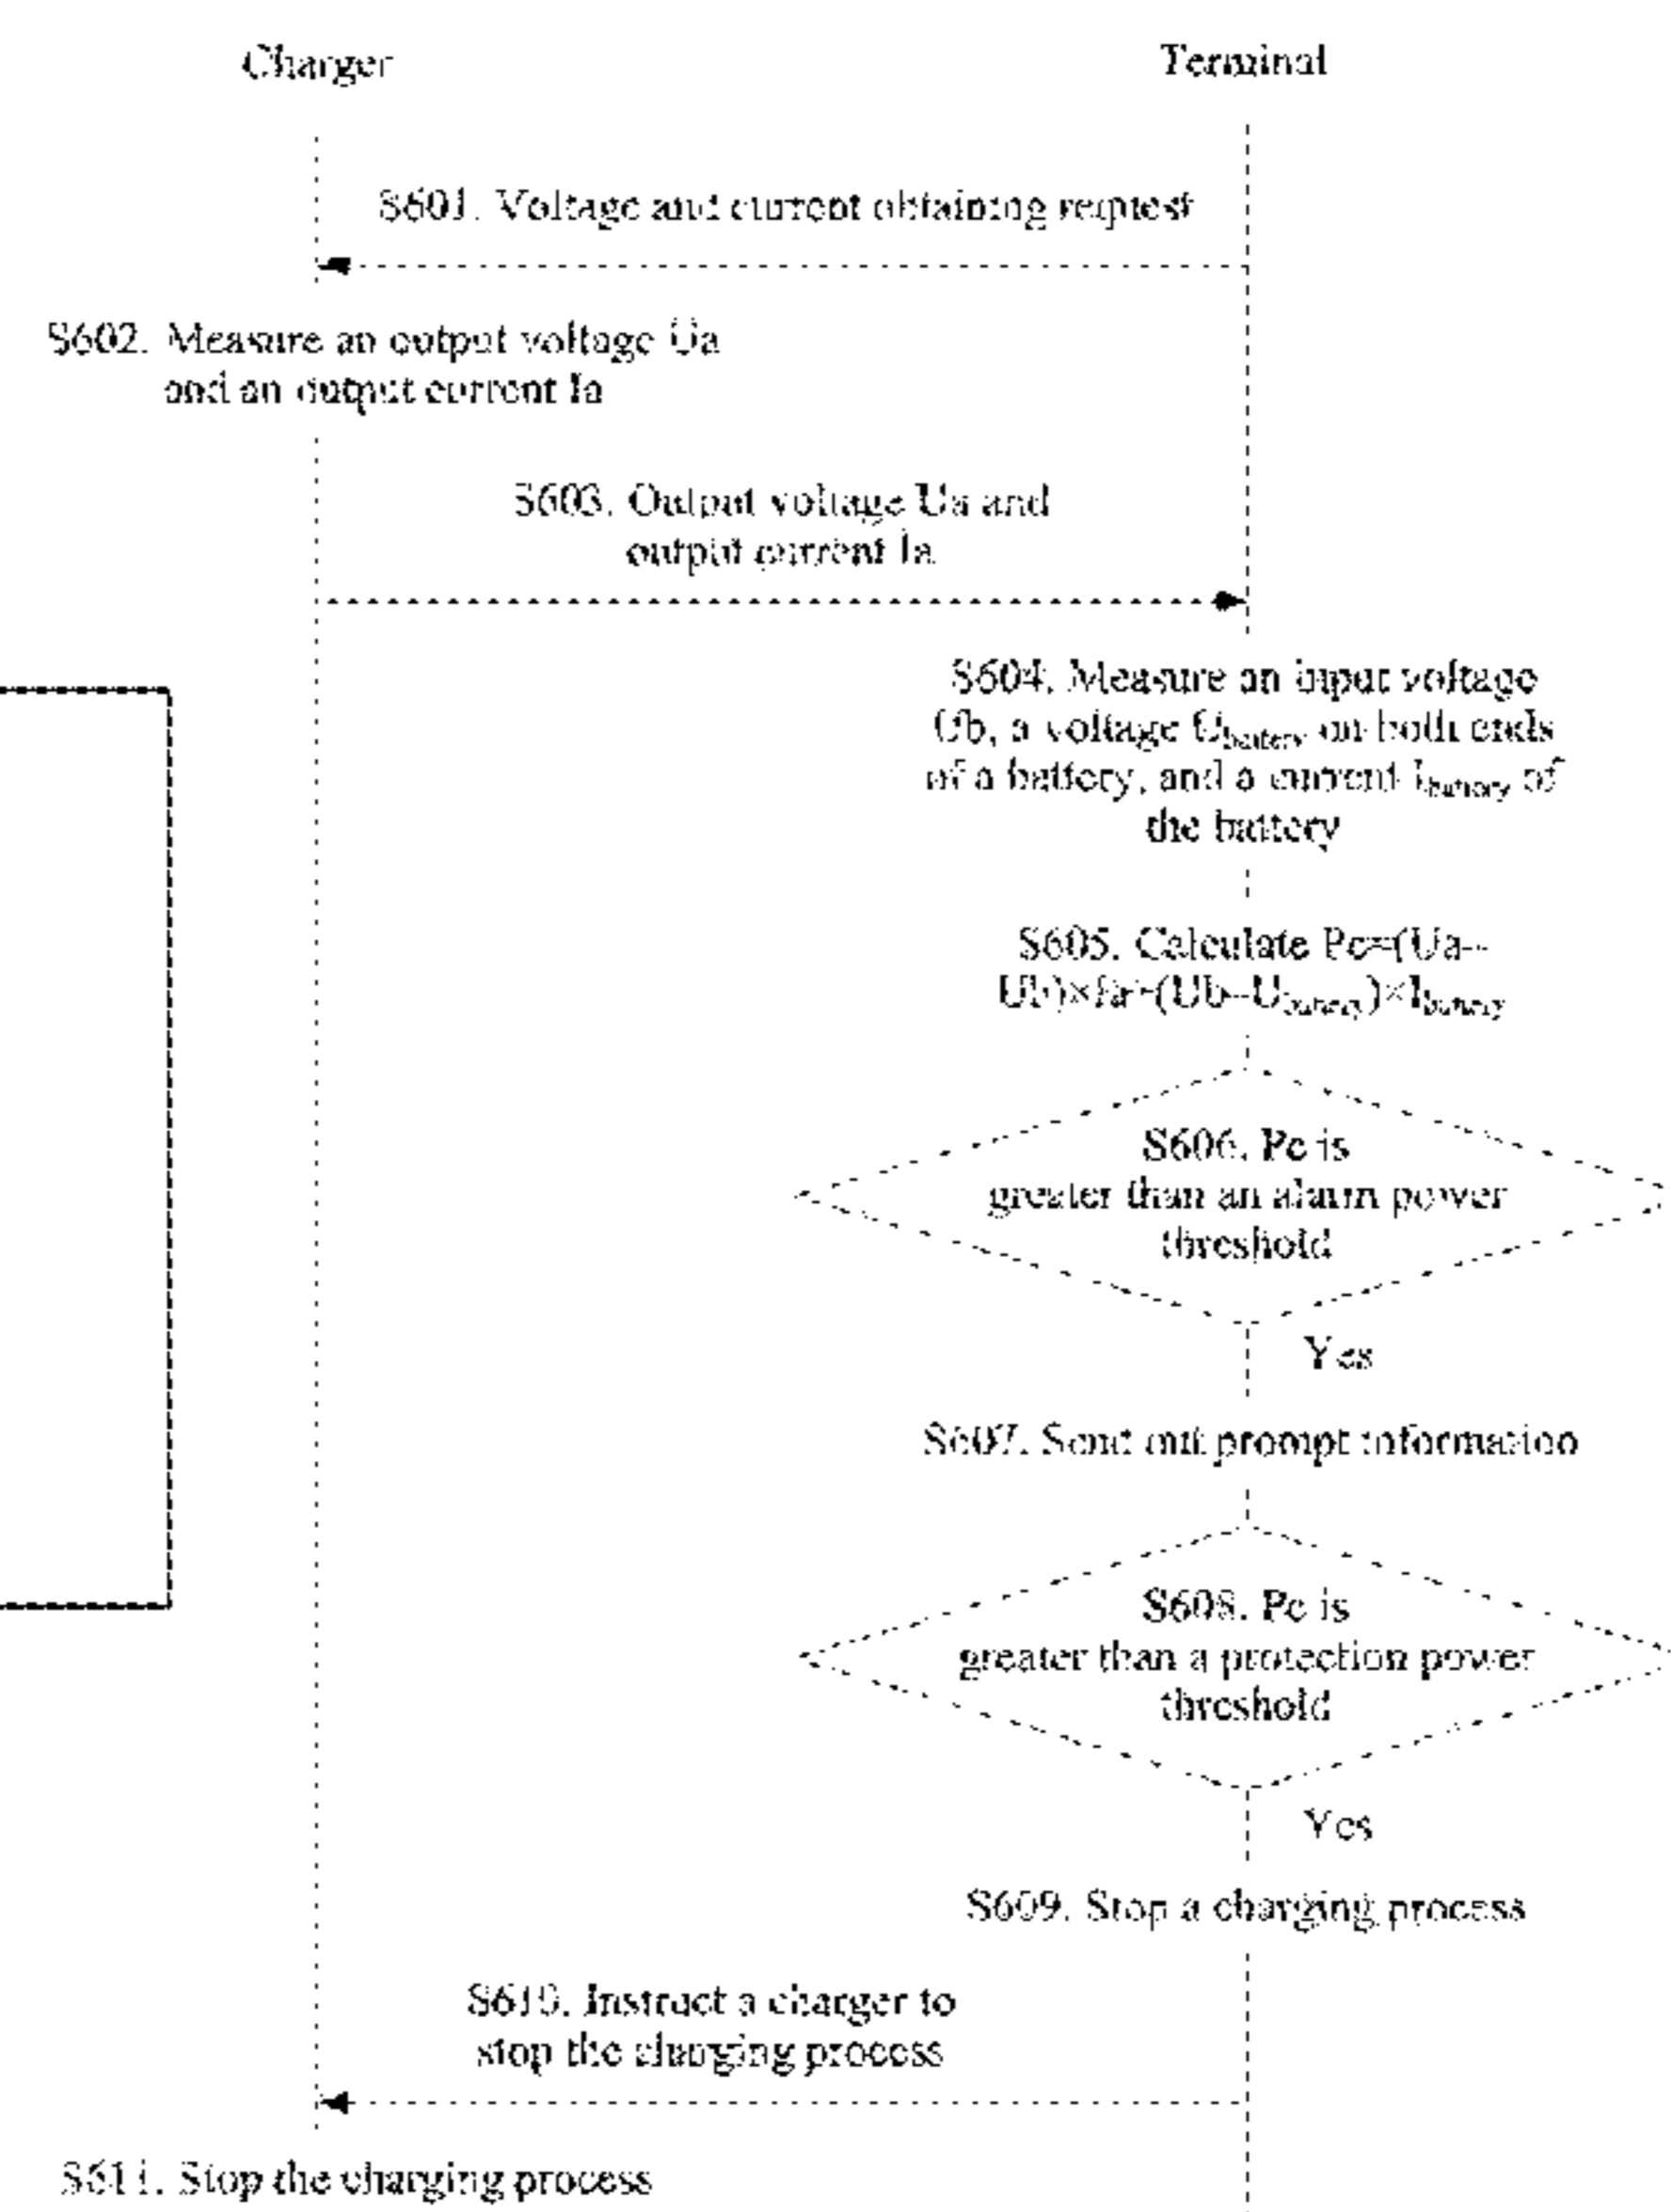 Charger
Terminal
S601. Voltage and current obtaining request
S602. Measure an output voltage Ua
and an output current Ia
S603. Output voltage Ua and
output current Ia
S604. Measure an input voltage
Ub, a voltage Ubattery on both ends
of a battery, and a current Ibattery of
the battery
S605. Calculate Pc=(Ua-
Ub)×Ia+(Ub-Ubattery)×Ibattery
S606. Pc is
greater than an alarm power
threshold
Yes
S607. Send out prompt information
S608. Pc is
greater than a protection power
threshold
Yes
S609. Stop a charging process
S610. Instruct a charger to
stop the charging process
S611. Stop the charging process